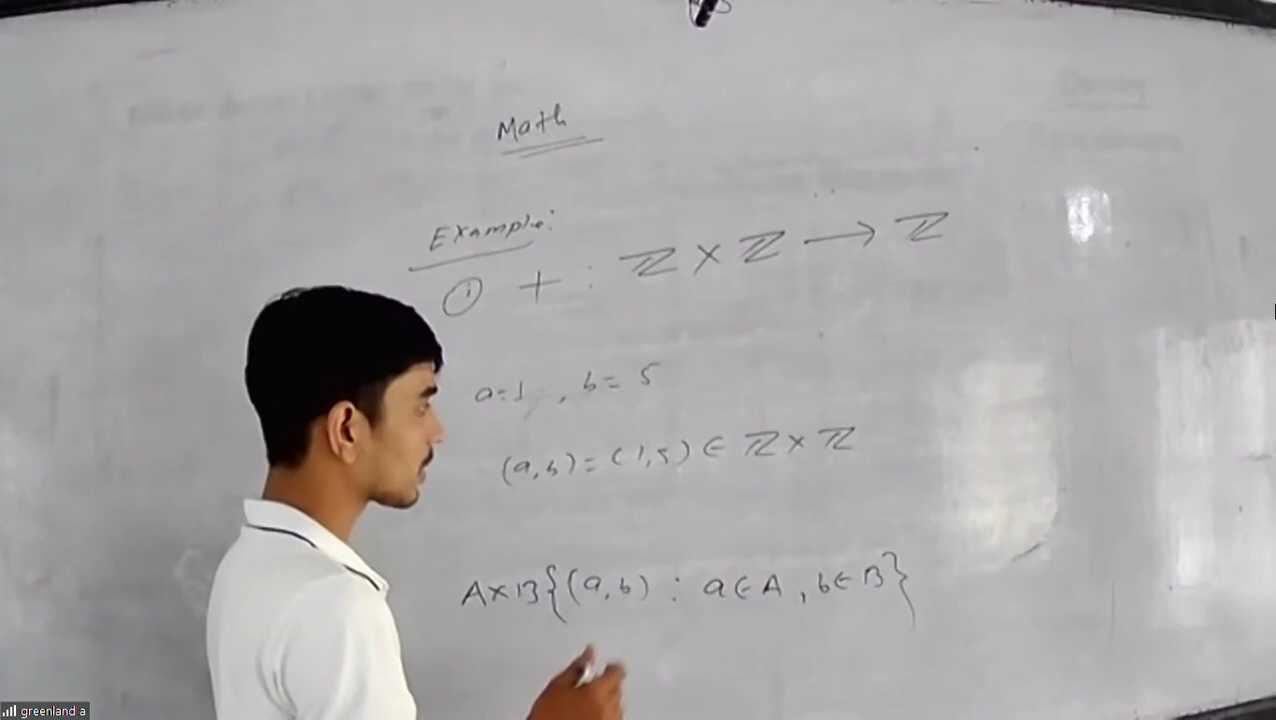 Math
Example:
① + : ℤ × ℤ → ℤ
a=1, b= 5
(a,b)= (1,5) ∈ ℤ × ℤ
A×B{(a,b) : a∈A, b∈B}
greenland a